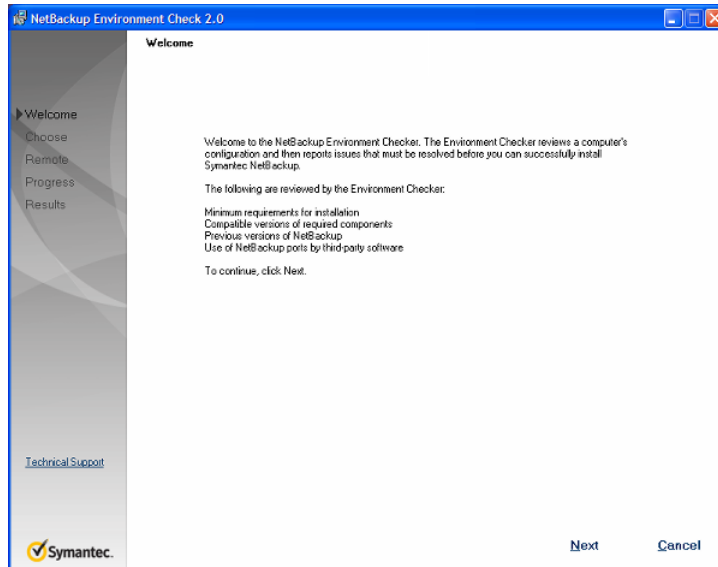 NetBackup Environment Check 2.0
Welcome
Welcome
Choose
Remote
Progress
Results
Welcome to the NetBackup Environment Checker. The Environment Checker reviews a computer's
configuration and then reports issues that must be resolved before you can successfully install
Symantec NetBackup.
The following are reviewed by the Environment Checker:
Minimum requirements for installation
Compatible versions of required components
Previous versions of NetBackup
Use of NetBackup ports by third-party software
To continue, click Next.
Technical Support
Symantec.
Next
Cancel